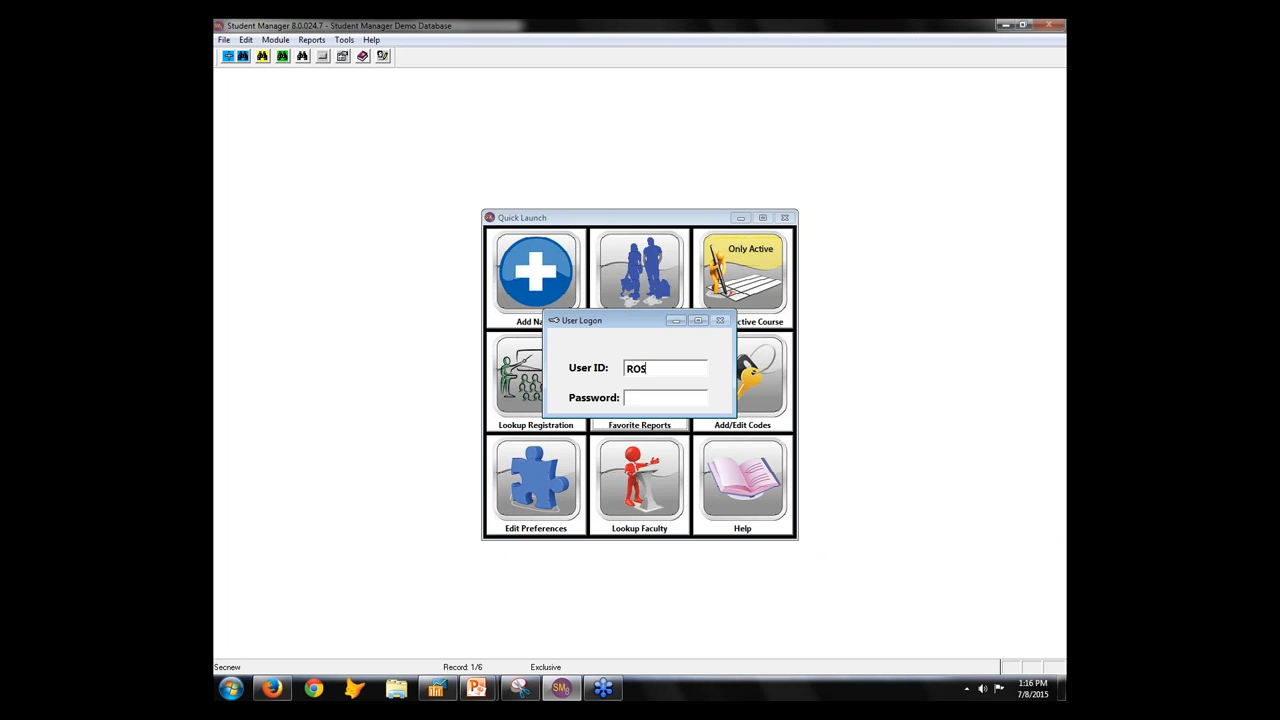 Student Manager 8.0.024.7 - Student Manager Demo Database
File Edit Module Reports Tools Help
Quick Launch
Only Active
User Logon
User ID: ROS
Password:
Add Na
ctive Course
Lookup Registration
Favorite Reports
Add/Edit Codes
Edit Preferences
Lookup Faculty
Help
Secnew
Record: 1/6
Exclusive
1:16 PM
7/8/2015